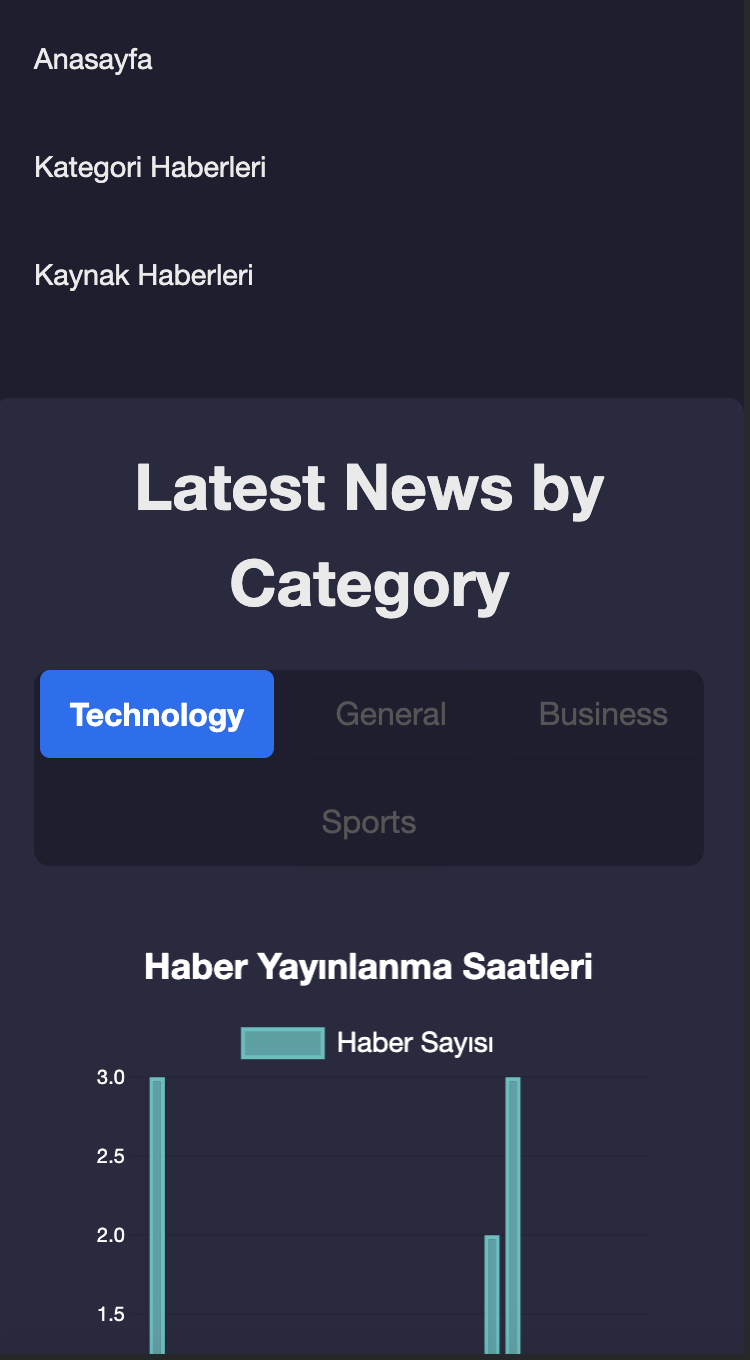 Anasayfa
Kategori Haberleri
Kaynak Haberleri
Latest News by
Category
Technology General Business
Sports
Haber Yayınlanma Saatleri
Haber Sayısı
3.0
2.5
2.0
1.5